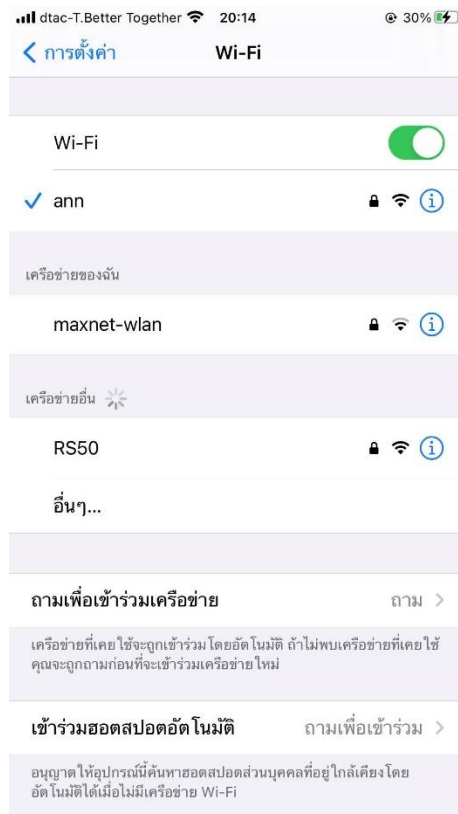 dtac-T.Better Together 20:14 30%
การตั้งค่า Wi-Fi
Wi-Fi
ann
เครือข่ายของฉัน
maxnet-wlan
เครือข่ายอื่น
RS50
อื่นๆ...
ถามเพื่อเข้าร่วมเครือข่าย ถาม
เครือข่ายที่เคยใช้จะถูกเข้าร่วมโดยอัตโนมัติ ถ้าไม่พบเครือข่ายที่เคยใช้
คุณจะถูกถามก่อนที่จะเข้าร่วมเครือข่ายใหม่
เข้าร่วมฮอตสปอตอัตโนมัติ ถามเพื่อเข้าร่วม
อนุญาตให้อุปกรณ์นี้ค้นหาฮอตสปอตส่วนบุคคลที่อยู่ใกล้เคียงโดย
อัตโนมัติได้เมื่อไม่มีเครือข่าย Wi-Fi